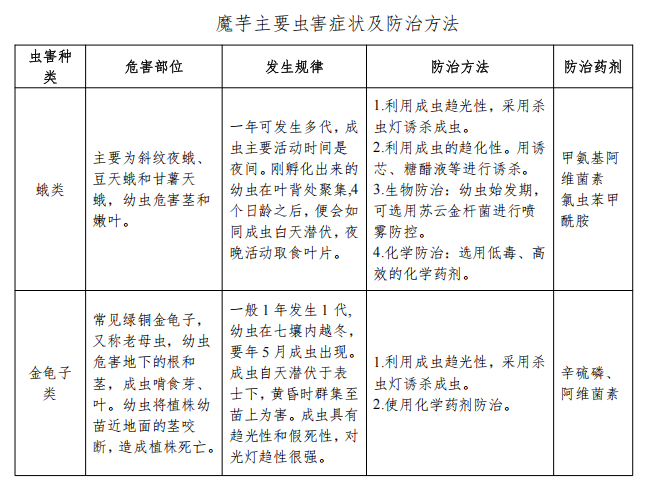 魔芋主要虫害症状及防治方法
虫害种
类
危害部位
发生规律
防治方法
防治药剂
蛾类
主要为斜纹夜蛾、
豆天蛾和甘薯天
蛾，幼虫危害茎和
嫩叶。
一年可发生多代，成
虫主要活动时间是
夜间。刚孵化出来的
幼虫在叶背处聚集,4
个日龄之后，便会如
同成虫白天潜伏，夜
晚活动取食叶片。
1.利用成虫趋光性，采用杀
虫灯诱杀成虫。
2.利用成虫的趋化性。用诱
芯、糖醋液等进行诱杀。
3.生物防治：幼虫始发期，
可选用苏云金杆菌进行喷
雾防控。
4.化学防治：选用低毒、高
效的化学药剂。
甲氨基阿
维菌素
氯虫苯甲
酰胺
金龟子
类
常见绿铜金龟子，
又称老母虫，幼虫
危害地下的根和
茎，成虫啃食芽、
叶。幼虫将植株幼
苗近地面的茎咬
断，造成植株死亡。
一般1年发生1代,
幼虫在七壤内越冬，
要年5月成虫出现。
成虫自天潜伏于表
士下，黄昏时群集至
苗上为害。成虫具有
趋光性和假死性，对
光灯趋性很强。
1.利用成虫趋光性，采用杀
虫灯诱杀成虫。
2.使用化学药剂防治。
辛硫磷、
阿维菌素